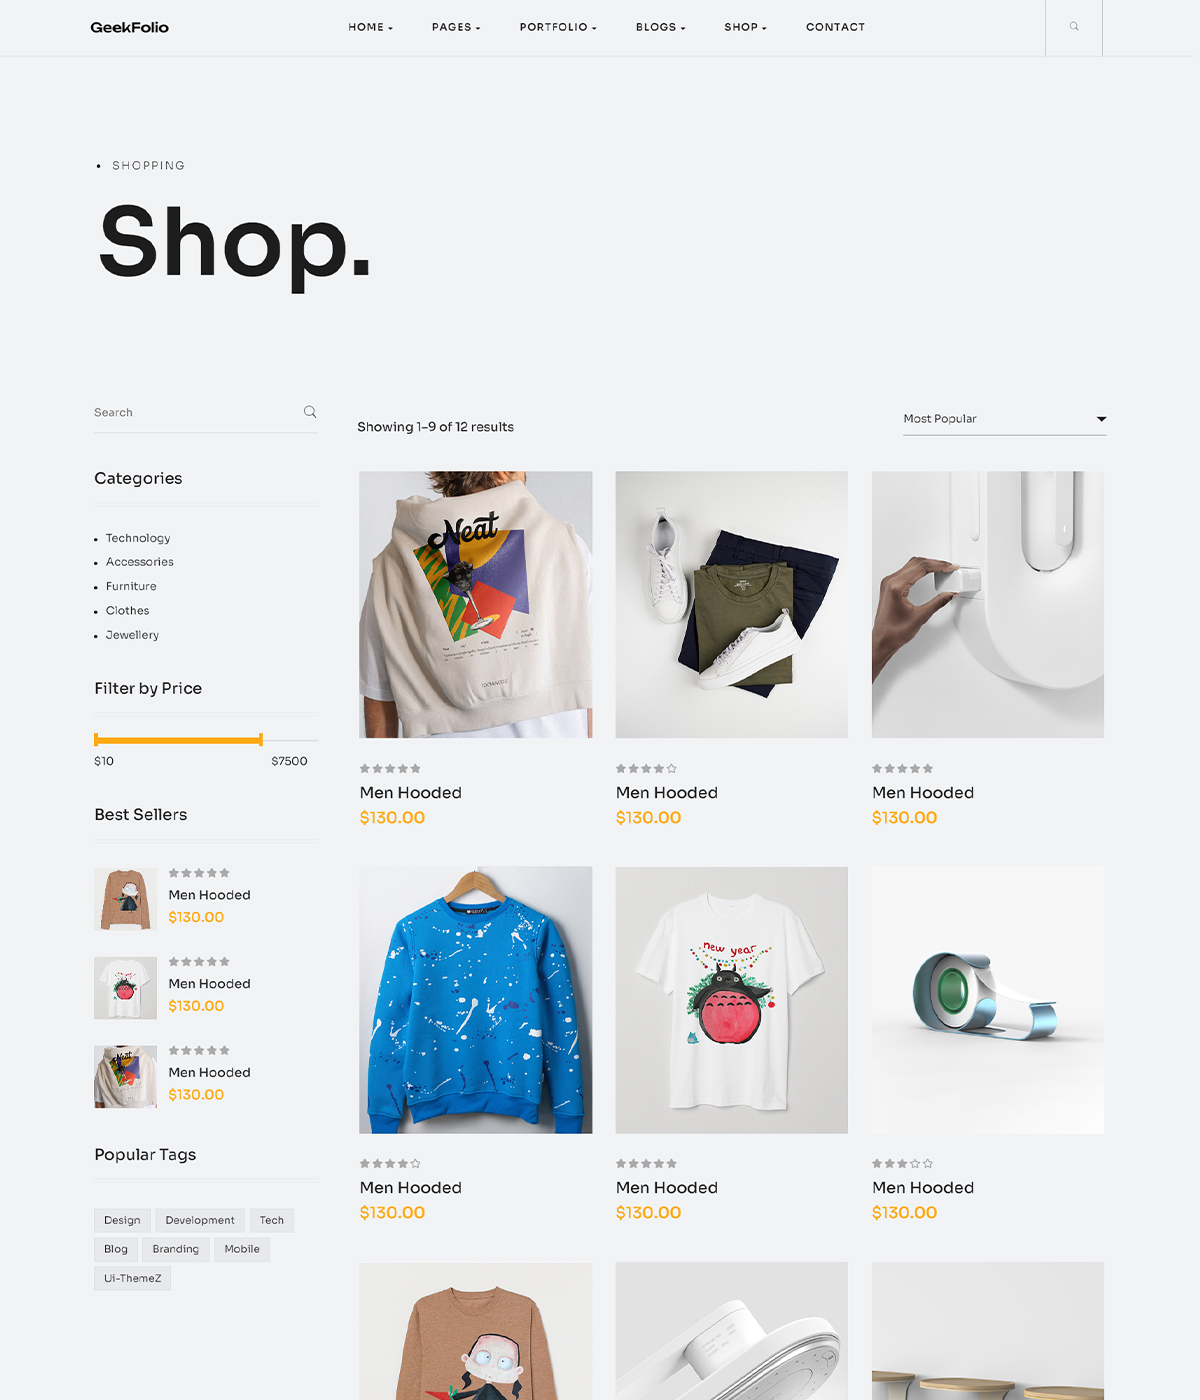 GeekFolio
HOME PAGES PORTFOLIO BLOGS SHOP CONTACT
SHOPPING
Shop.
Search
Categories
Technology
Accessories
Furniture
Clothes
Jewellery
Filter by Price
$10 $7500
Best Sellers
Men Hooded
$130.00
Men Hooded
$130.00
Neat
Men Hooded
$130.00
Popular Tags
Design Development Tech
Blog Branding Mobile
Ui-ThemeZ
Showing 1–9 of 12 results
Most Popular
Neat
Men Hooded
$130.00
Men Hooded
$130.00
Men Hooded
$130.00
new year
Men Hooded
$130.00
Men Hooded
$130.00
Men Hooded
$130.00